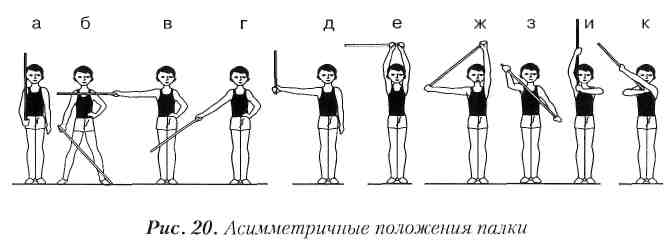 а б в г д е ж з и к
Рис. 20. Асимметричные положения палки